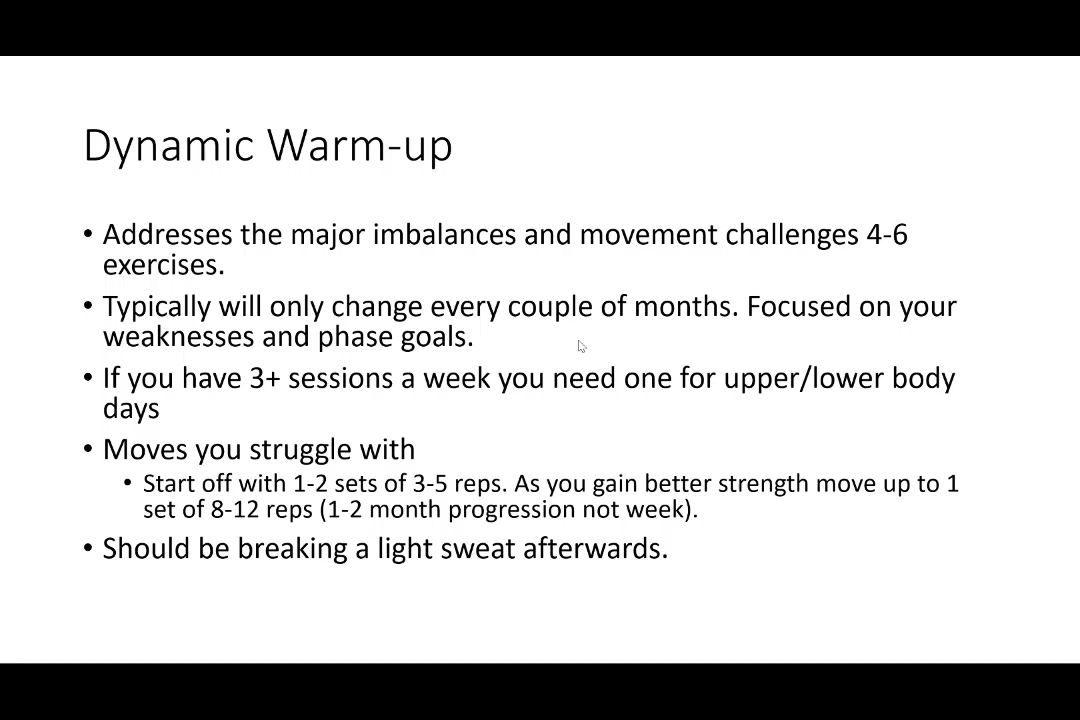 Dynamic Warm-up
• Addresses the major imbalances and movement challenges 4-6
exercises.
• Typically will only change every couple of months. Focused on your
weaknesses and phase goals.
• If you have 3+ sessions a week you need one for upper/lower body
days
• Moves you struggle with
• Start off with 1-2 sets of 3-5 reps. As you gain better strength move up to 1
set of 8-12 reps (1-2 month progression not week).
• Should be breaking a light sweat afterwards.